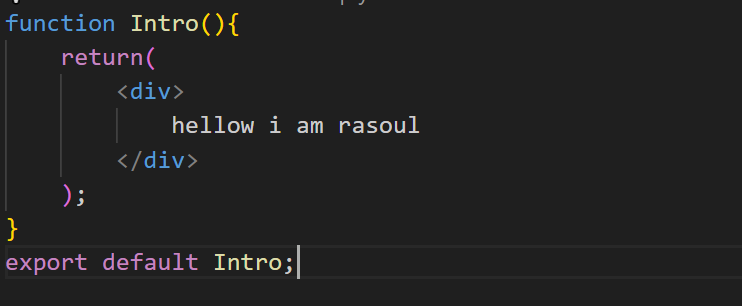 function Intro(){
return(
<div>
hellow i am rasoul
</div>
);
}
export default Intro;